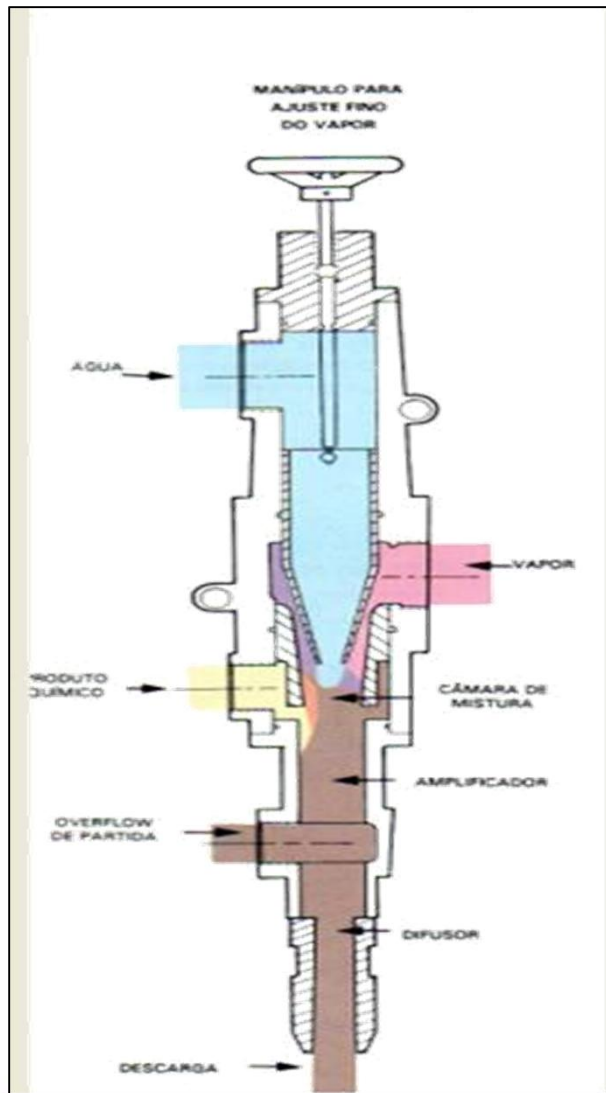 MANÍPULO PARA
AJUSTE FINO
DO VAPOR
ÁGUA
VAPOR
PRODUTO
QUÍMICO
CÂMARA DE
MISTURA
AMPLIFICADOR
OVERFLOW
DE PARTIDA
DIFUSOR
DESCARGA